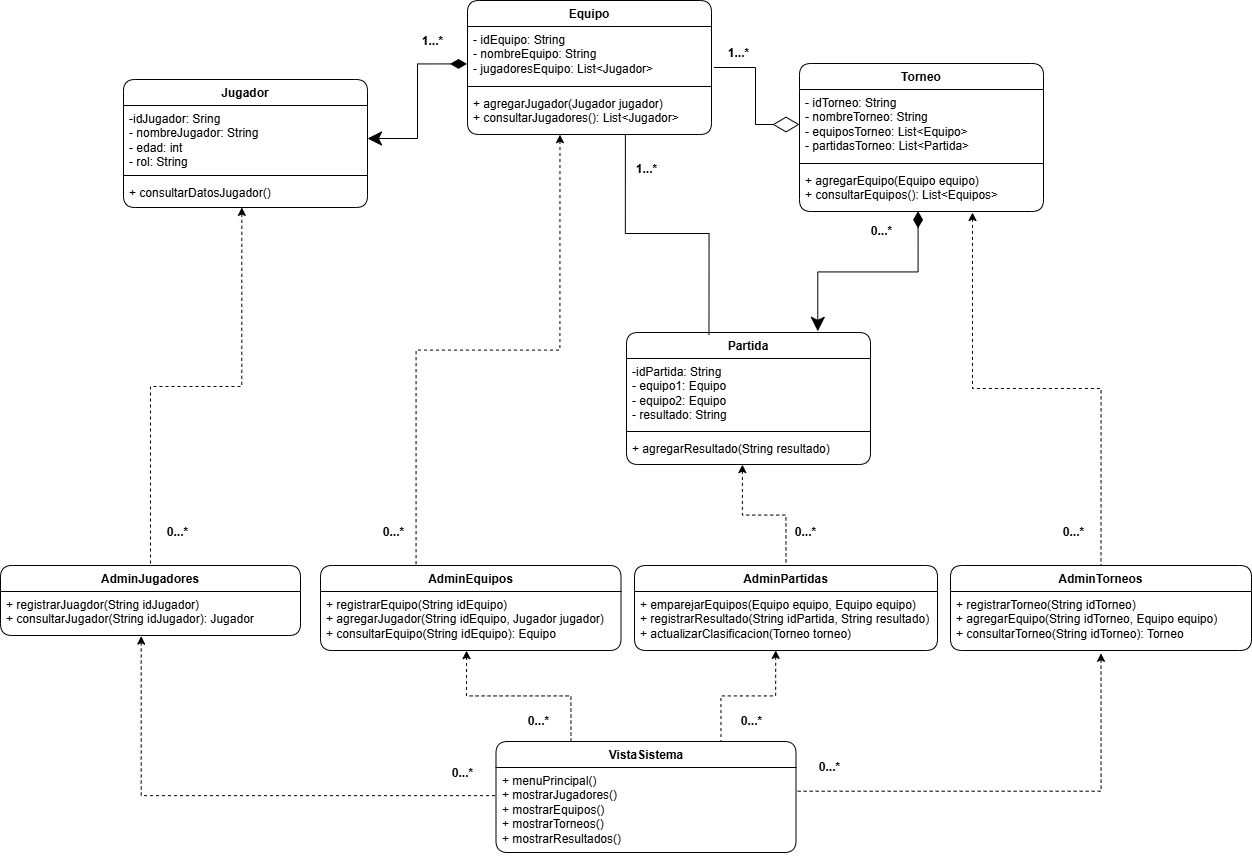 Equipo
- idEquipo: String
- nombreEquipo: String
- jugadoresEquipo: List<Jugador>
+ agregarJugador(Jugador jugador)
+ consultarJugadores(): List<Jugador>
1...*
1...*
Jugador
-idJugador: Sring
- nombreJugador: String
- edad: int
- rol: String
+ consultarDatosJugador()
Torneo
- idTorneo: String
- nombreTorneo: String
- equiposTorneo: List<Equipo>
- partidasTorneo: List<Partida>
+ agregarEquipo(Equipo equipo)
+ consultarEquipos(): List<Equipos>
1...*
0...*
Partida
-idPartida: String
- equipo1: Equipo
- equipo2: Equipo
- resultado: String
+ agregarResultado(String resultado)
0...*
0...*
0...*
0...*
AdminJugadores
+ registrarJuagdor(String idJugador)
+ consultarJugador(String idJugador): Jugador
AdminEquipos
+ registrarEquipo(String idEquipo)
+ agregarJugador(String idEquipo, Jugador jugador)
+ consultarEquipo(String idEquipo): Equipo
AdminPartidas
+ emparejarEquipos(Equipo equipo, Equipo equipo)
+ registrarResultado(String idPartida, String resultado)
+ actualizarClasificacion(Torneo torneo)
AdminTorneos
+ registrarTorneo(String idTorneo)
+ agregarEquipo(String idTorneo, Equipo equipo)
+ consultarTorneo(String idTorneo): Torneo
0...*
0...*
0...*
0...*
VistaSistema
+ menuPrincipal()
+ mostrarJugadores()
+ mostrarEquipos()
+ mostrarTorneos()
+ mostrarResultados()